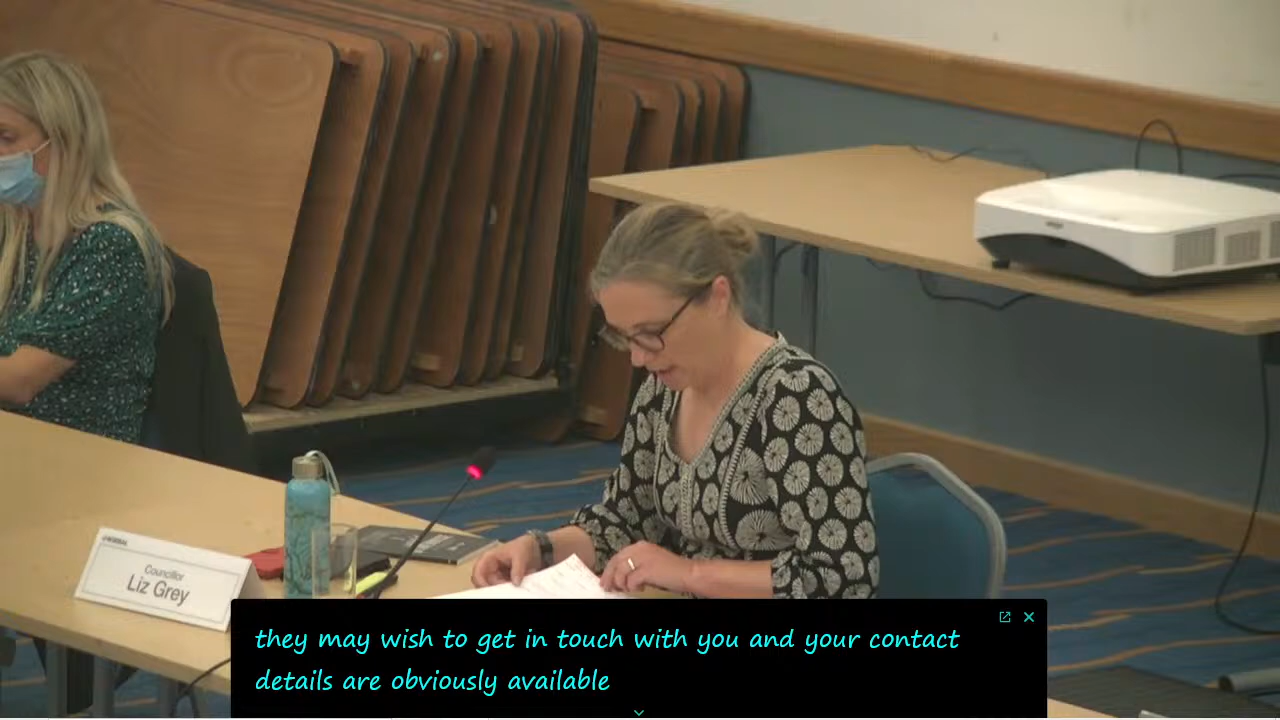 WIRRAL
Councillor
Liz Grey
they may wish to get in touch with you and your contact
details are obviously available